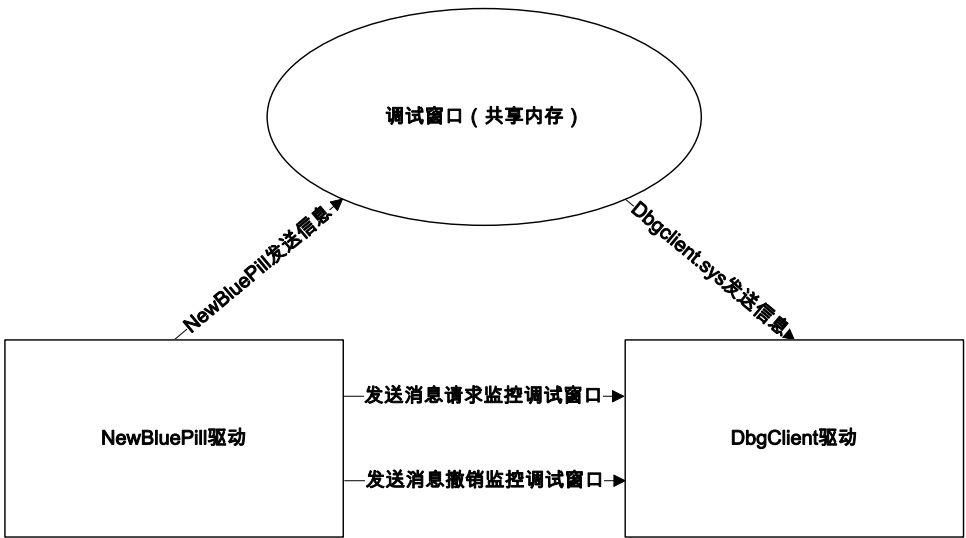 调试窗口（共享内存）
NewBluePill发送信息
Dbgclient.sys发送信息
发送消息请求监控调试窗口
NewBluePill驱动
DbgClient驱动
发送消息撤销监控调试窗口